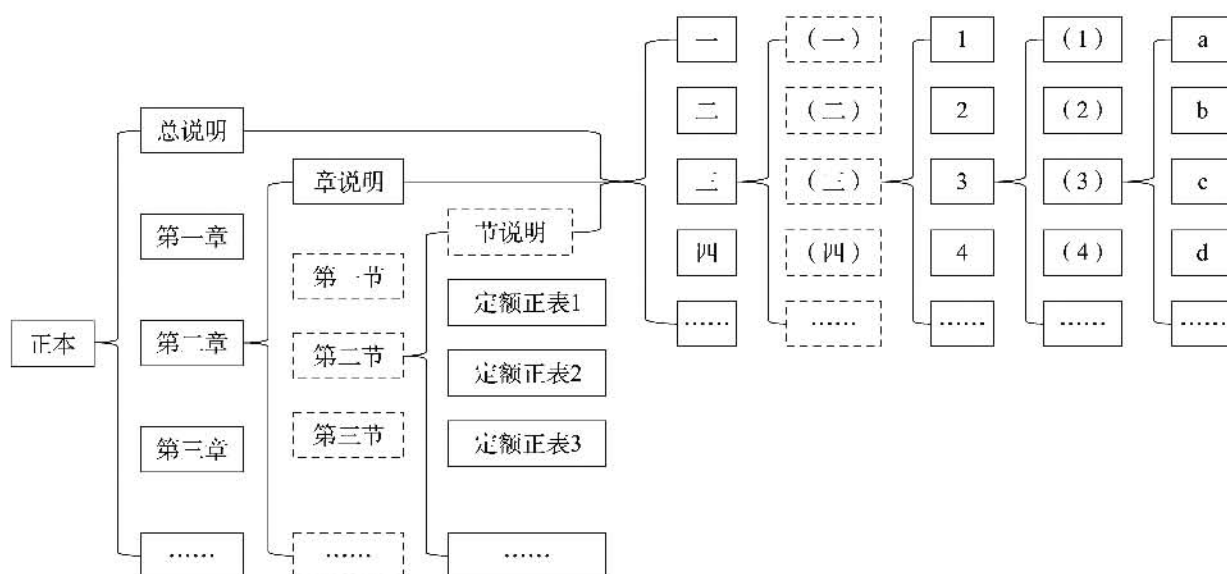 正本
总说明
第一章
第二章
第三章
……
章说明
第一节
第二节
第三节
……
节说明
定额正表1
定额正表2
定额正表3
……
一
二
三
四
……
（一）
（二）
（三）
（四）
……
1
2
3
4
……
（1）
（2）
（3）
（4）
……
a
b
c
d
……